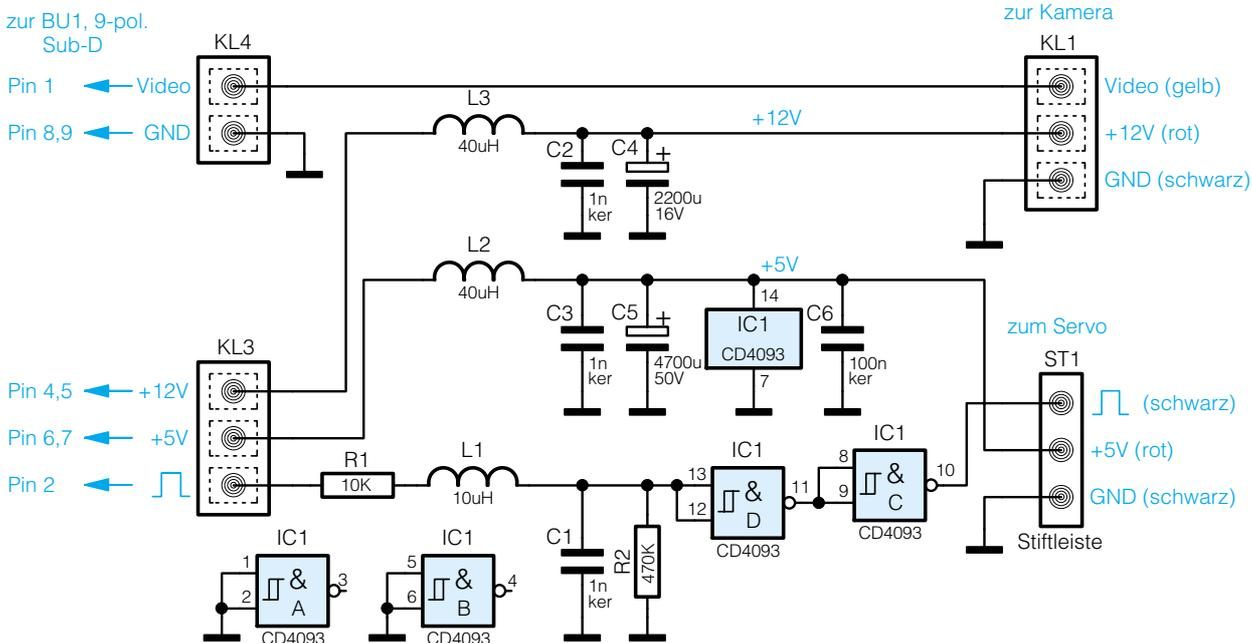 zur BU1, 9-pol.
Sub-D
zur Kamera
KL4
KL1
Pin 1
Video
Video (gelb)
L3
40uH
+12V
Pin 8,9
GND
+12V (rot)
C2
1n
ker
C4
+
2200u
16V
GND (schwarz)
L2
40uH
+5V
C3
1n
ker
C5
+
4700u
50V
14
IC1
CD4093
7
C6
100n
ker
zum Servo
ST1
KL3
Pin 4,5
+12V
(schwarz)
Pin 6,7
+5V
+5V (rot)
Pin 2
R1
10K
L1
10uH
13
12
IC1
&
D
11
CD4093
IC1
8
9
&
C
10
CD4093
GND (schwarz)
Stiftleiste
C1
1n
ker
R2
470K
IC1
1
2
&
A
3
CD4093
IC1
5
6
&
B
4
CD4093